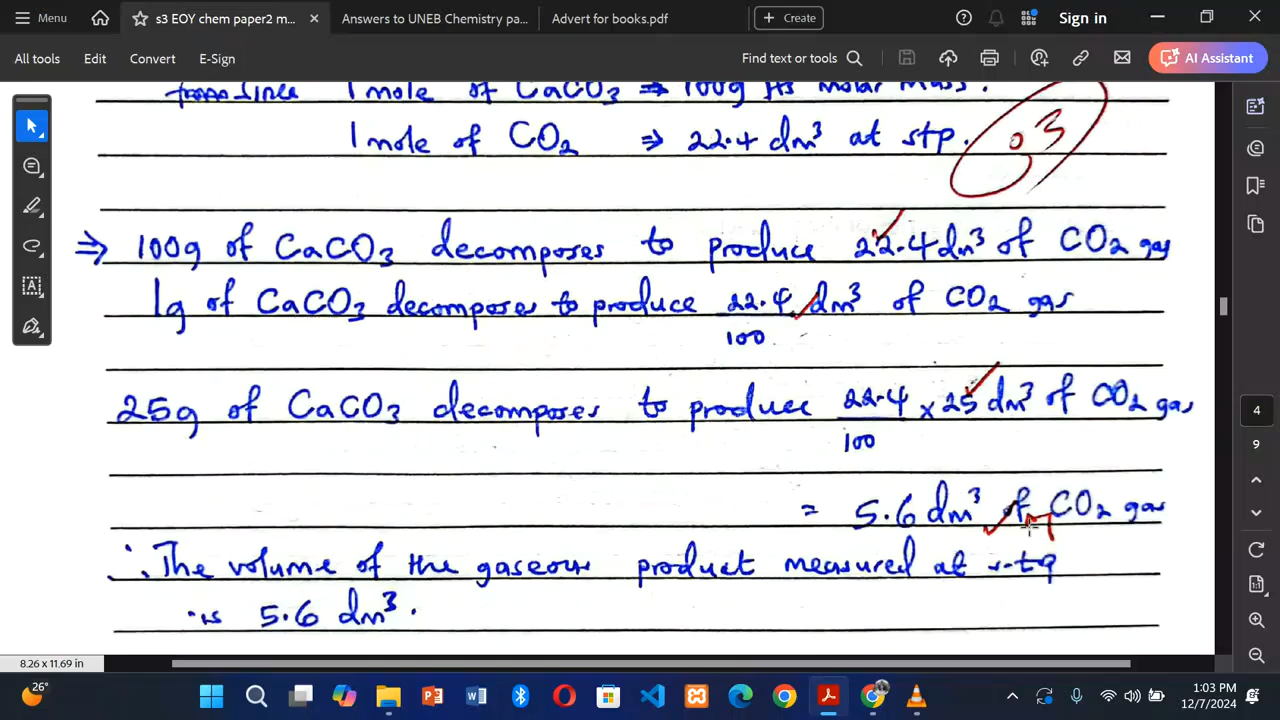 Menu
s3 EOY chem paper2 m...
Answers to UNEB Chemistry pa...
Advert for books.pdf
Create
Sign in
All tools
Edit
Convert
E-Sign
Find text or tools
AI Assistant
1 mole of CaCO3 ⇒ 100g its molar mass.
1 mole of CO2 ⇒ 22.4 dm³ at stp.
03
⇒ 100g of CaCO3 decomposes to produce 22.4 dm³ of CO2 gas
1g of CaCO3 decomposes to produce 22.4 dm³ of CO2 gas
100
25g of CaCO3 decomposes to produce 22.4 x 25 dm³ of CO2 gas
100
= 5.6 dm³ of CO2 gas
∴ The volume of the gaseous product measured at
is 5.6 dm³.
4
9
8.26 x 11.69 in
26°
1:03 PM
12/7/2024